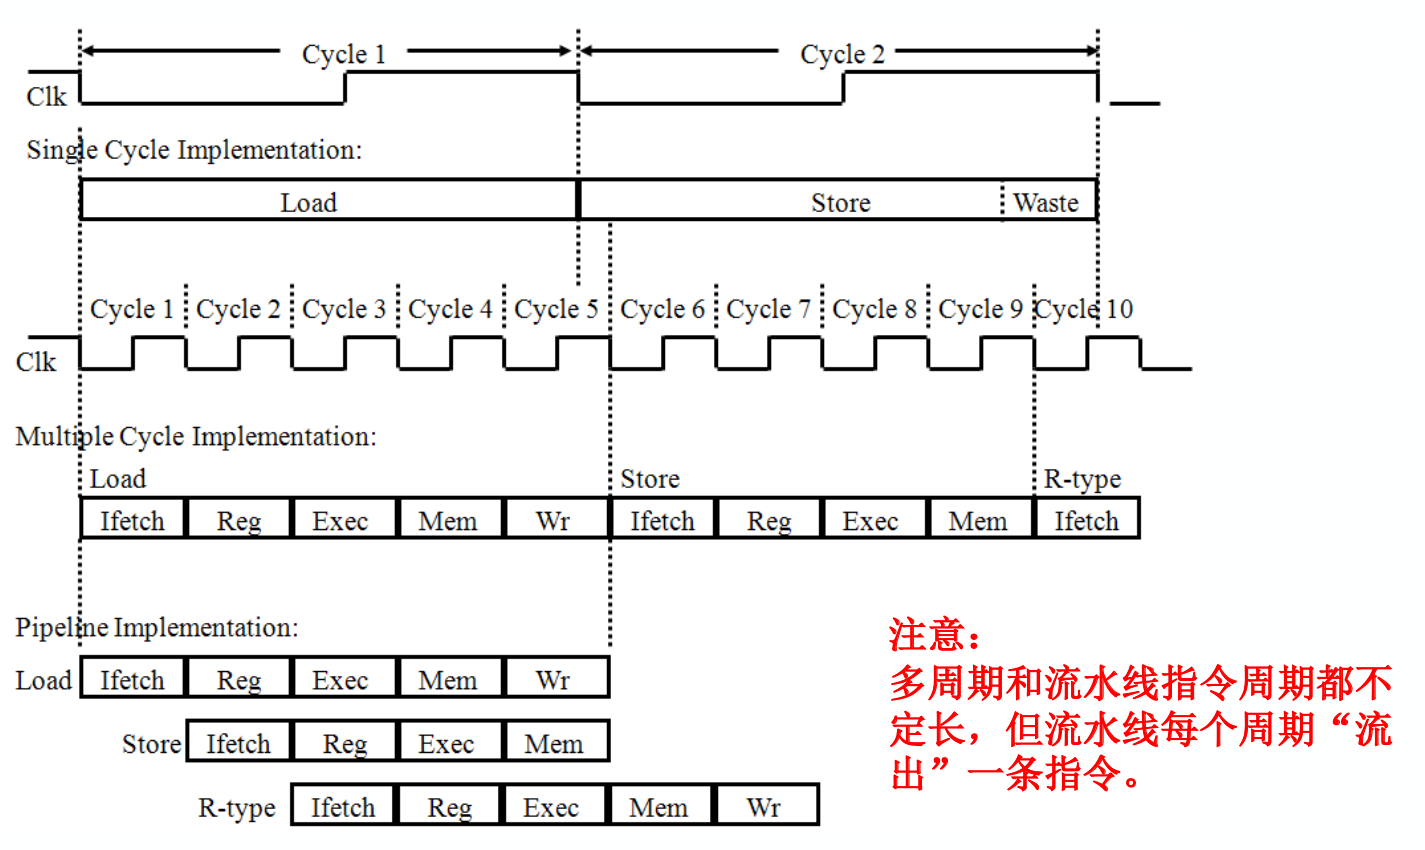 Cycle 1 Cycle 2
Clk
Single Cycle Implementation:
Load Store Waste
Cycle 1 Cycle 2 Cycle 3 Cycle 4 Cycle 5 Cycle 6 Cycle 7 Cycle 8 Cycle 9 Cycle 10
Clk
Multiple Cycle Implementation:
Load Store R-type
Ifetch Reg Exec Mem Wr Ifetch Reg Exec Mem Ifetch
Pipeline Implementation:
Load Ifetch Reg Exec Mem Wr
Store Ifetch Reg Exec Mem
R-type Ifetch Reg Exec Mem Wr
注意：
多周期和流水线指令周期都不
定长，但流水线每个周期“流
出”一条指令。